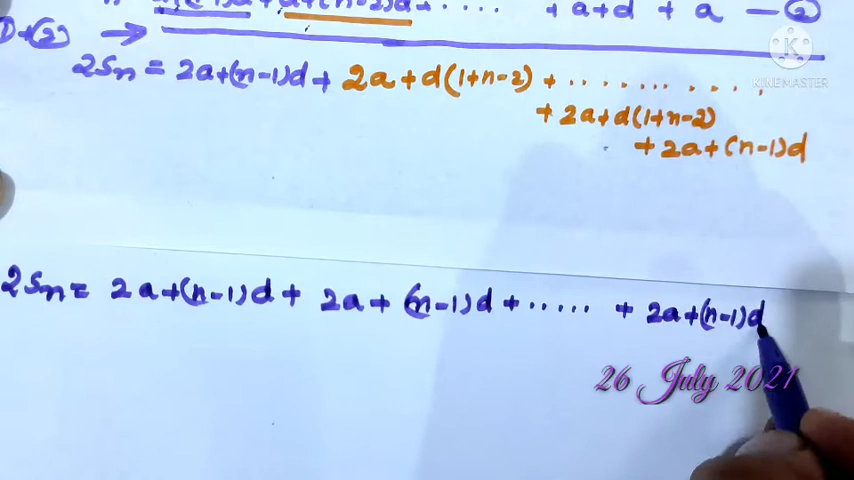 + a+d + a — ②
①+② →
KINEMASTER
2Sn = 2a+(n-1)d + 2a+d(1+n-2) + ..........
+ 2a+d(1+n-2)
+ 2a+(n-1)d
2Sn = 2a+(n-1)d + 2a+(n-1)d + ..... + 2a+(n-1)d
26 July 2021